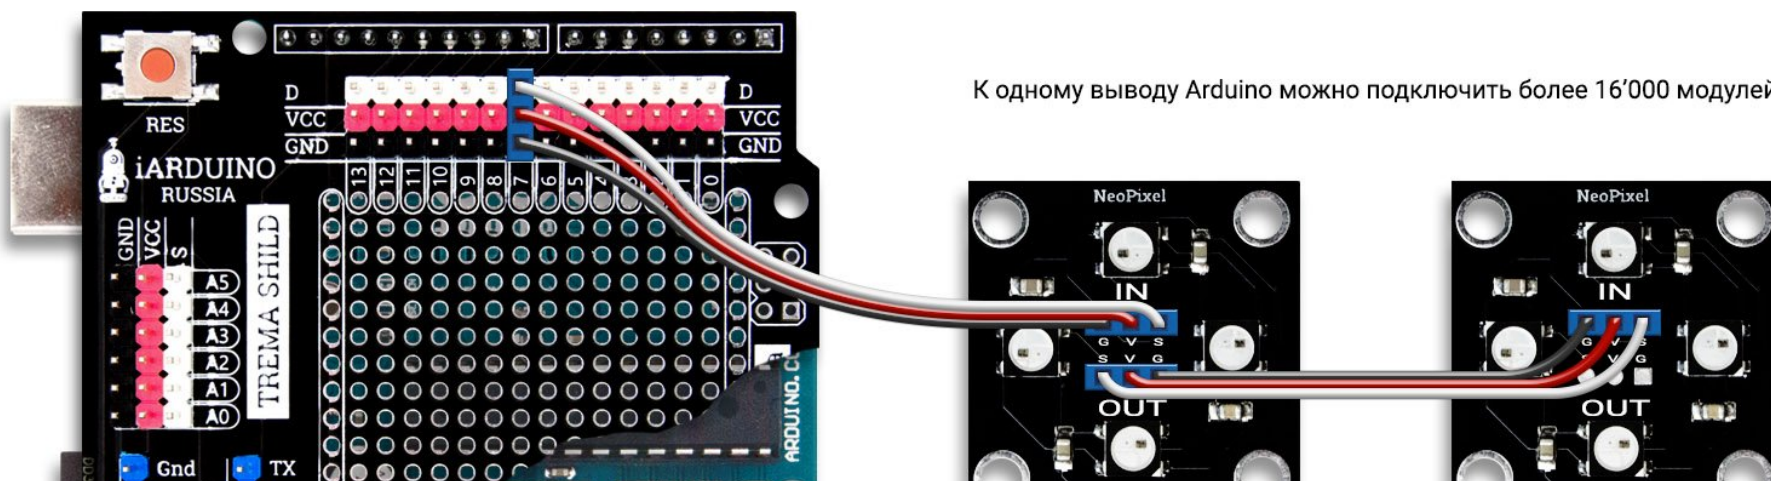 D
VCC
GND
D
VCC
GND
RES
iARDUINO
RUSSIA
13
12
11
10
9
8
7
6
5
4
0
К одному выводу Arduino можно подключить более 16’000 модулей
GND
VCC
S
A5
A4
A3
A2
A1
A0
TREMA SHILD
Gnd
TX
NeoPixel
IN
G V S
S V G
OUT
NeoPixel
IN
G V S
S V G
OUT